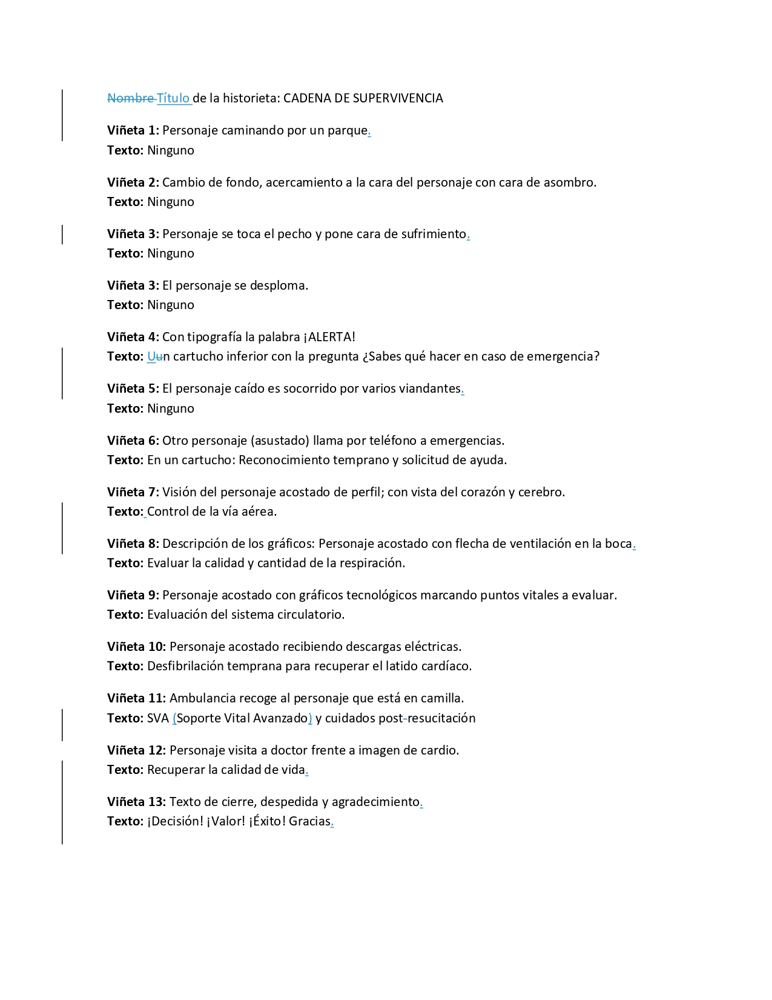 Nombre Título de la historieta: CADENA DE SUPERVIVENCIA
Viñeta 1: Personaje caminando por un parque.
Texto: Ninguno
Viñeta 2: Cambio de fondo, acercamiento a la cara del personaje con cara de asombro.
Texto: Ninguno
Viñeta 3: Personaje se toca el pecho y pone cara de sufrimiento.
Texto: Ninguno
Viñeta 3: El personaje se desploma.
Texto: Ninguno
Viñeta 4: Con tipografía la palabra ¡ALERTA!
Texto: Uun cartucho inferior con la pregunta ¿Sabes qué hacer en caso de emergencia?
Viñeta 5: El personaje caído es socorrido por varios viandantes.
Texto: Ninguno
Viñeta 6: Otro personaje (asustado) llama por teléfono a emergencias.
Texto: En un cartucho: Reconocimiento temprano y solicitud de ayuda.
Viñeta 7: Visión del personaje acostado de perfil; con vista del corazón y cerebro.
Texto: Control de la vía aérea.
Viñeta 8: Descripción de los gráficos: Personaje acostado con flecha de ventilación en la boca.
Texto: Evaluar la calidad y cantidad de la respiración.
Viñeta 9: Personaje acostado con gráficos tecnológicos marcando puntos vitales a evaluar.
Texto: Evaluación del sistema circulatorio.
Viñeta 10: Personaje acostado recibiendo descargas eléctricas.
Texto: Desfibrilación temprana para recuperar el latido cardíaco.
Viñeta 11: Ambulancia recoge al personaje que está en camilla.
Texto: SVA (Soporte Vital Avanzado) y cuidados post-resucitación
Viñeta 12: Personaje visita a doctor frente a imagen de cardio.
Texto: Recuperar la calidad de vida.
Viñeta 13: Texto de cierre, despedida y agradecimiento.
Texto: ¡Decisión! ¡Valor! ¡Éxito! Gracias.